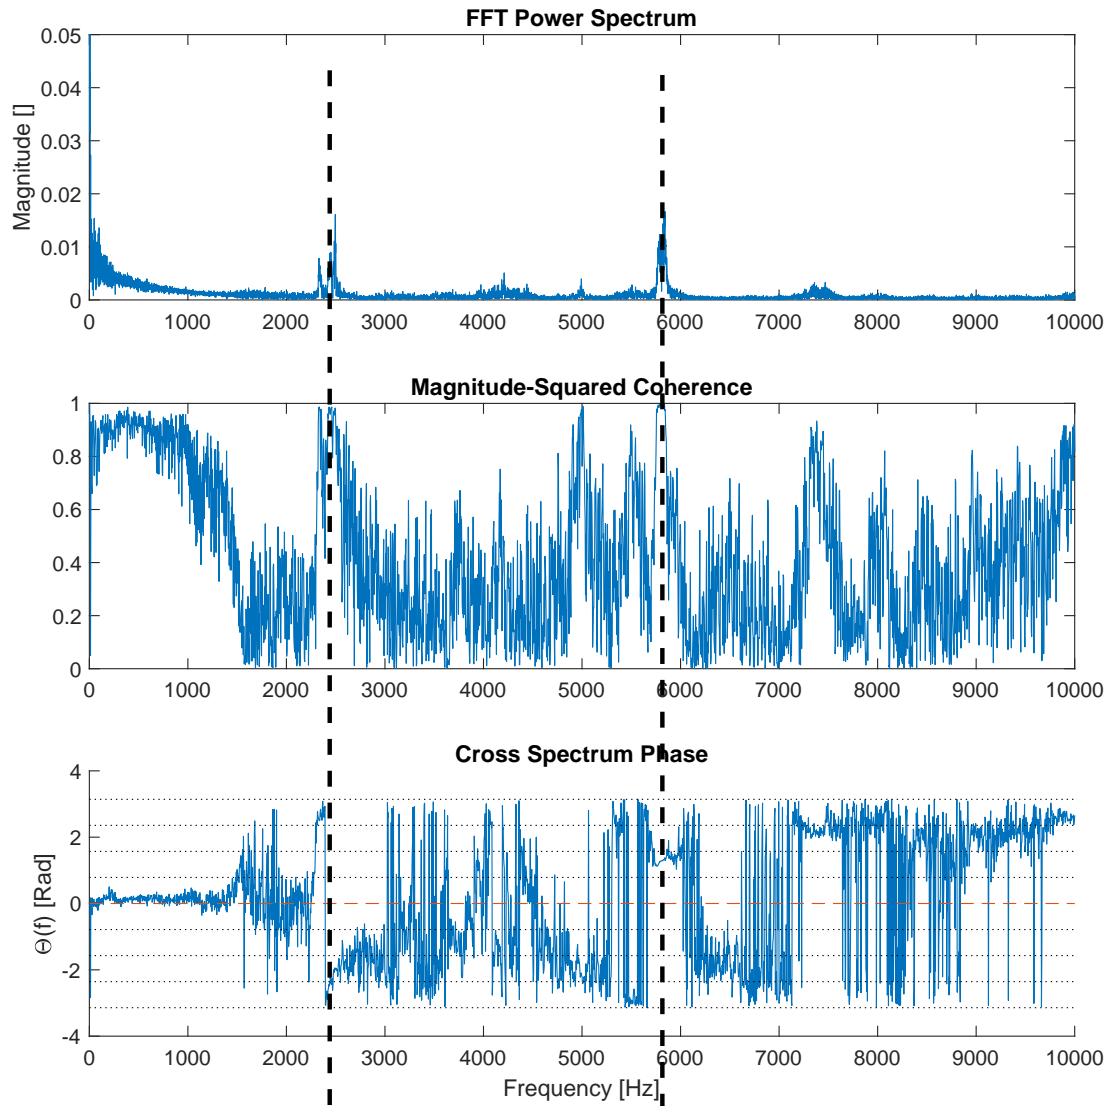 FFT Power Spectrum
0.05
0.04
0.03
0.02
0.01
0
Magnitude []
0 1000 2000 3000 4000 5000 6000 7000 8000 9000 10000
Magnitude-Squared Coherence
1
0.8
0.6
0.4
0.2
0
0 1000 2000 3000 4000 5000 6000 7000 8000 9000 10000
Cross Spectrum Phase
4
2
0
-2
-4
Θ(f) [Rad]
0 1000 2000 3000 4000 5000 6000 7000 8000 9000 10000
Frequency [Hz]